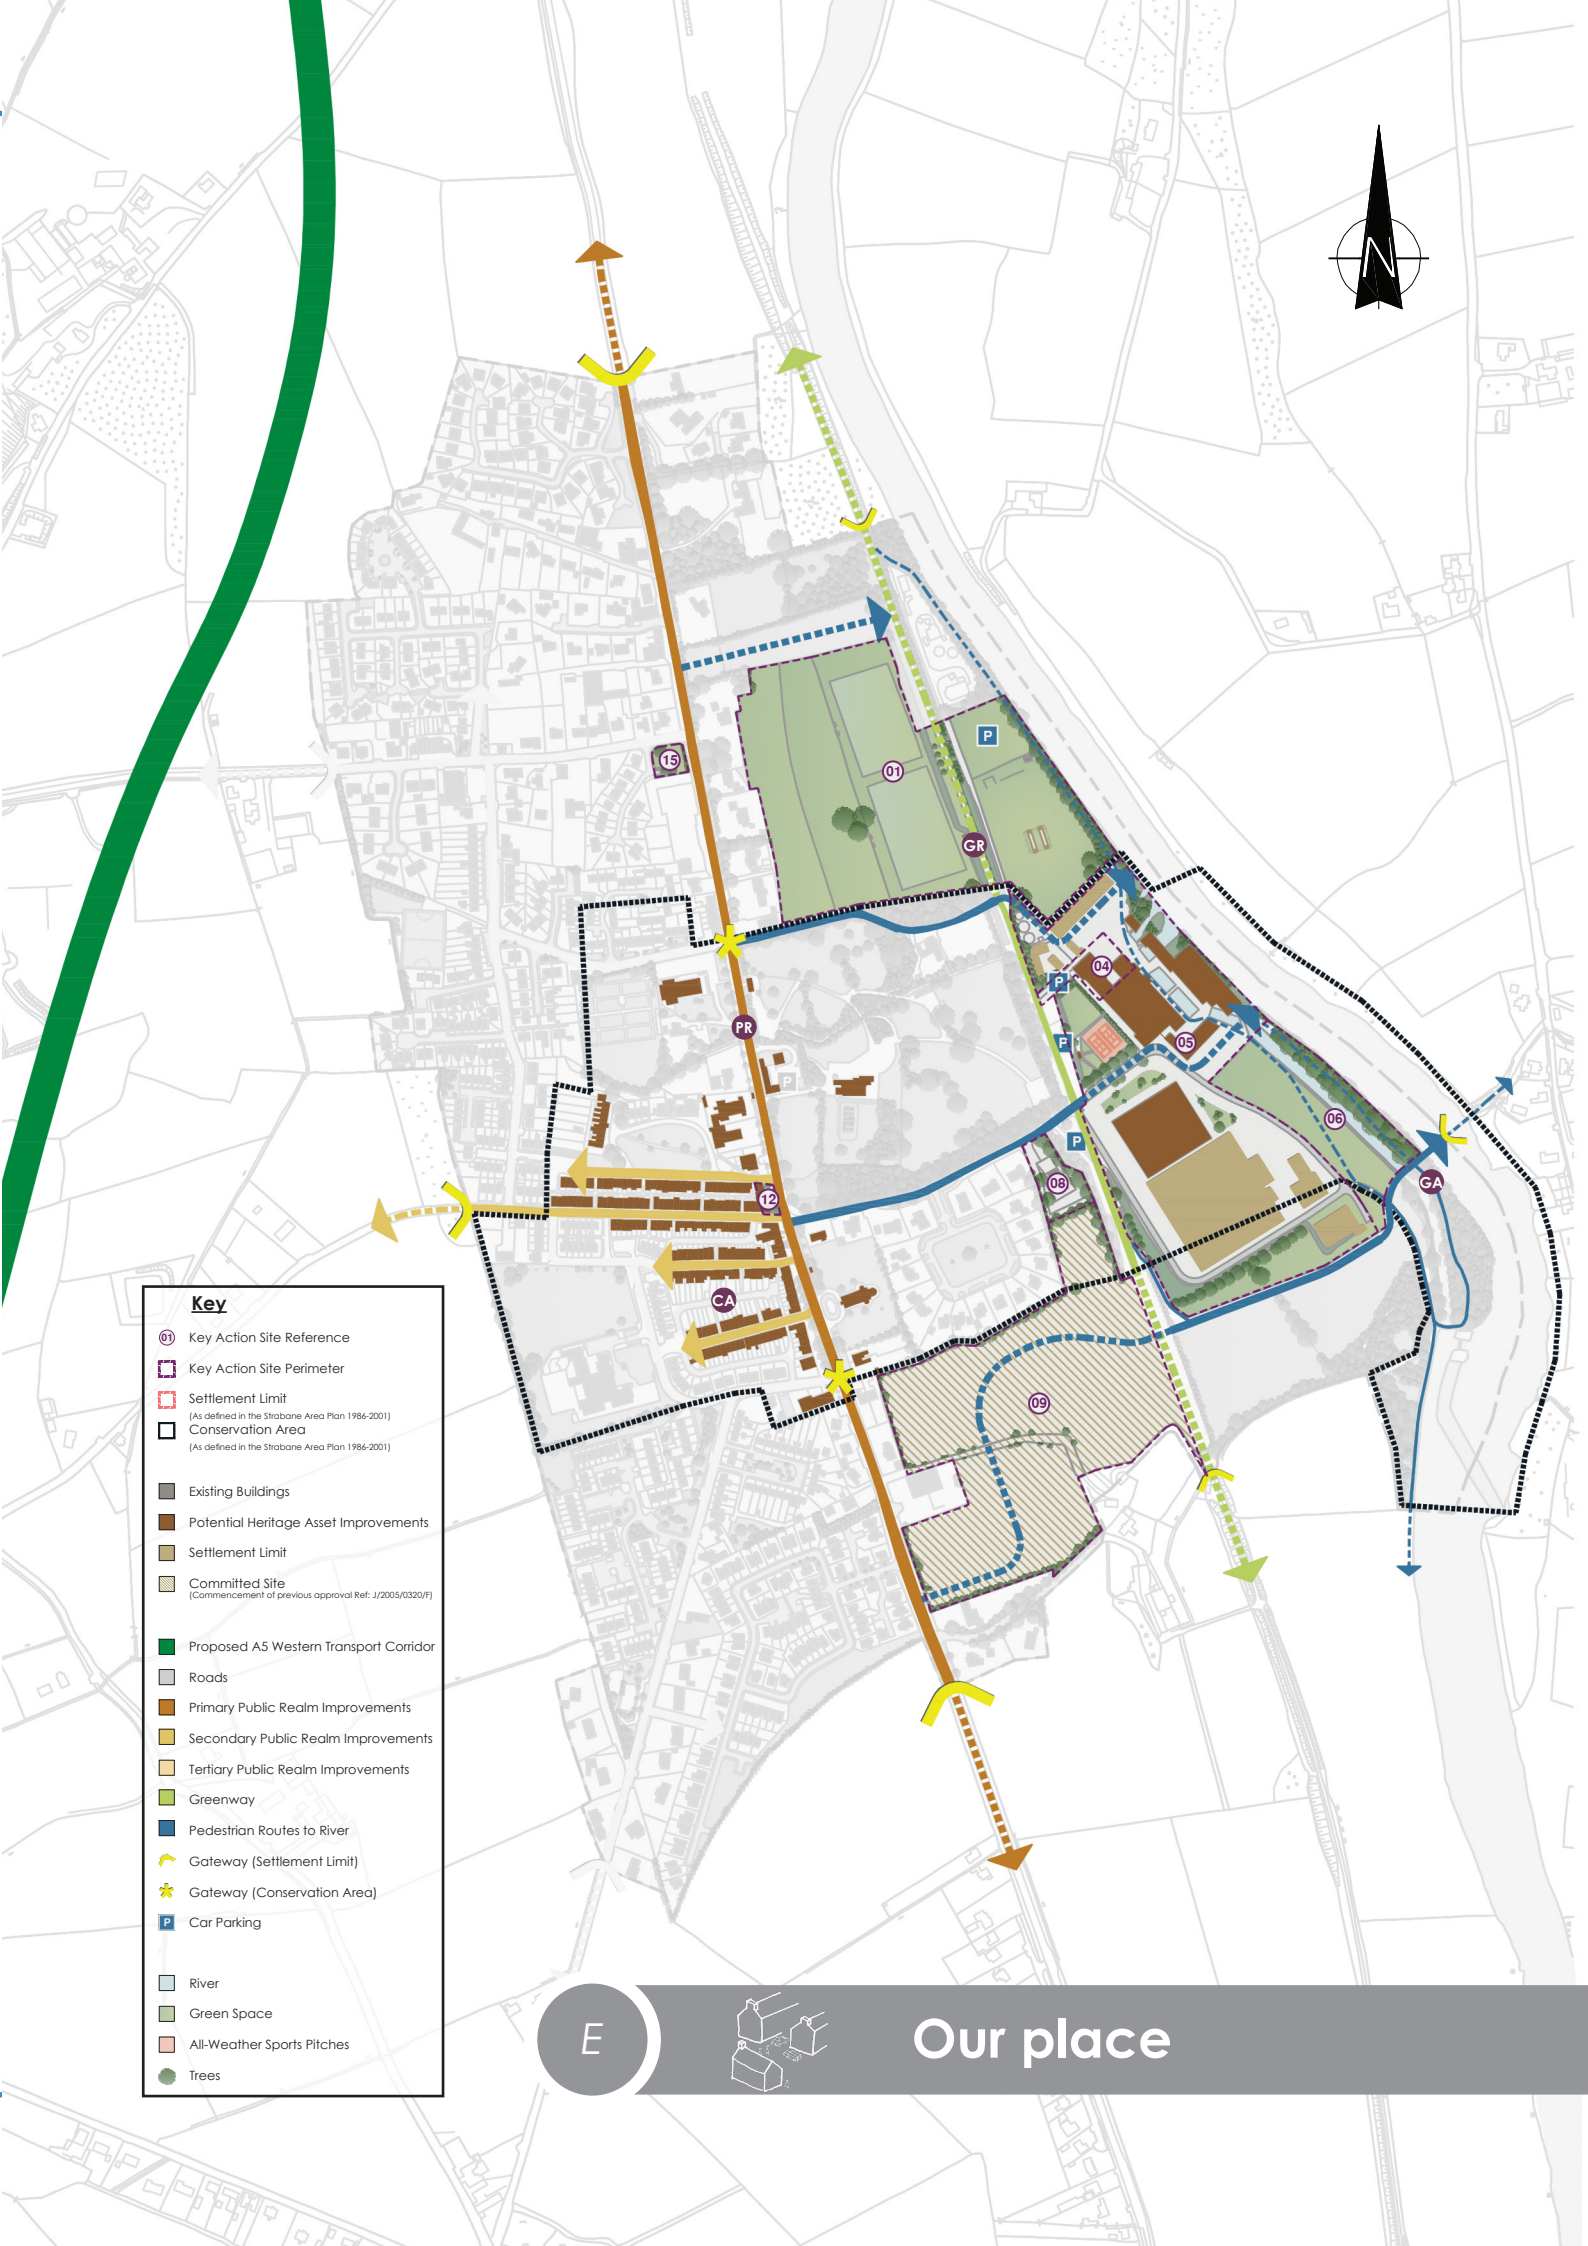 N
P
15
01
GR
04
P
PR
P
05
P
06
P
08
GA
12
CA
09
Key
01 Key Action Site Reference
Key Action Site Perimeter
Settlement Limit
(As defined in the Strabane Area Plan 1986-2001)
Conservation Area
(As defined in the Strabane Area Plan 1986-2001)
Existing Buildings
Potential Heritage Asset Improvements
Settlement Limit
Committed Site
(Commencement of previous approval Ref: J/2005/0320/F)
Proposed A5 Western Transport Corridor
Roads
Primary Public Realm Improvements
Secondary Public Realm Improvements
Tertiary Public Realm Improvements
Greenway
Pedestrian Routes to River
Gateway (Settlement Limit)
Gateway (Conservation Area)
P Car Parking
River
Green Space
All-Weather Sports Pitches
Trees
E
Our place